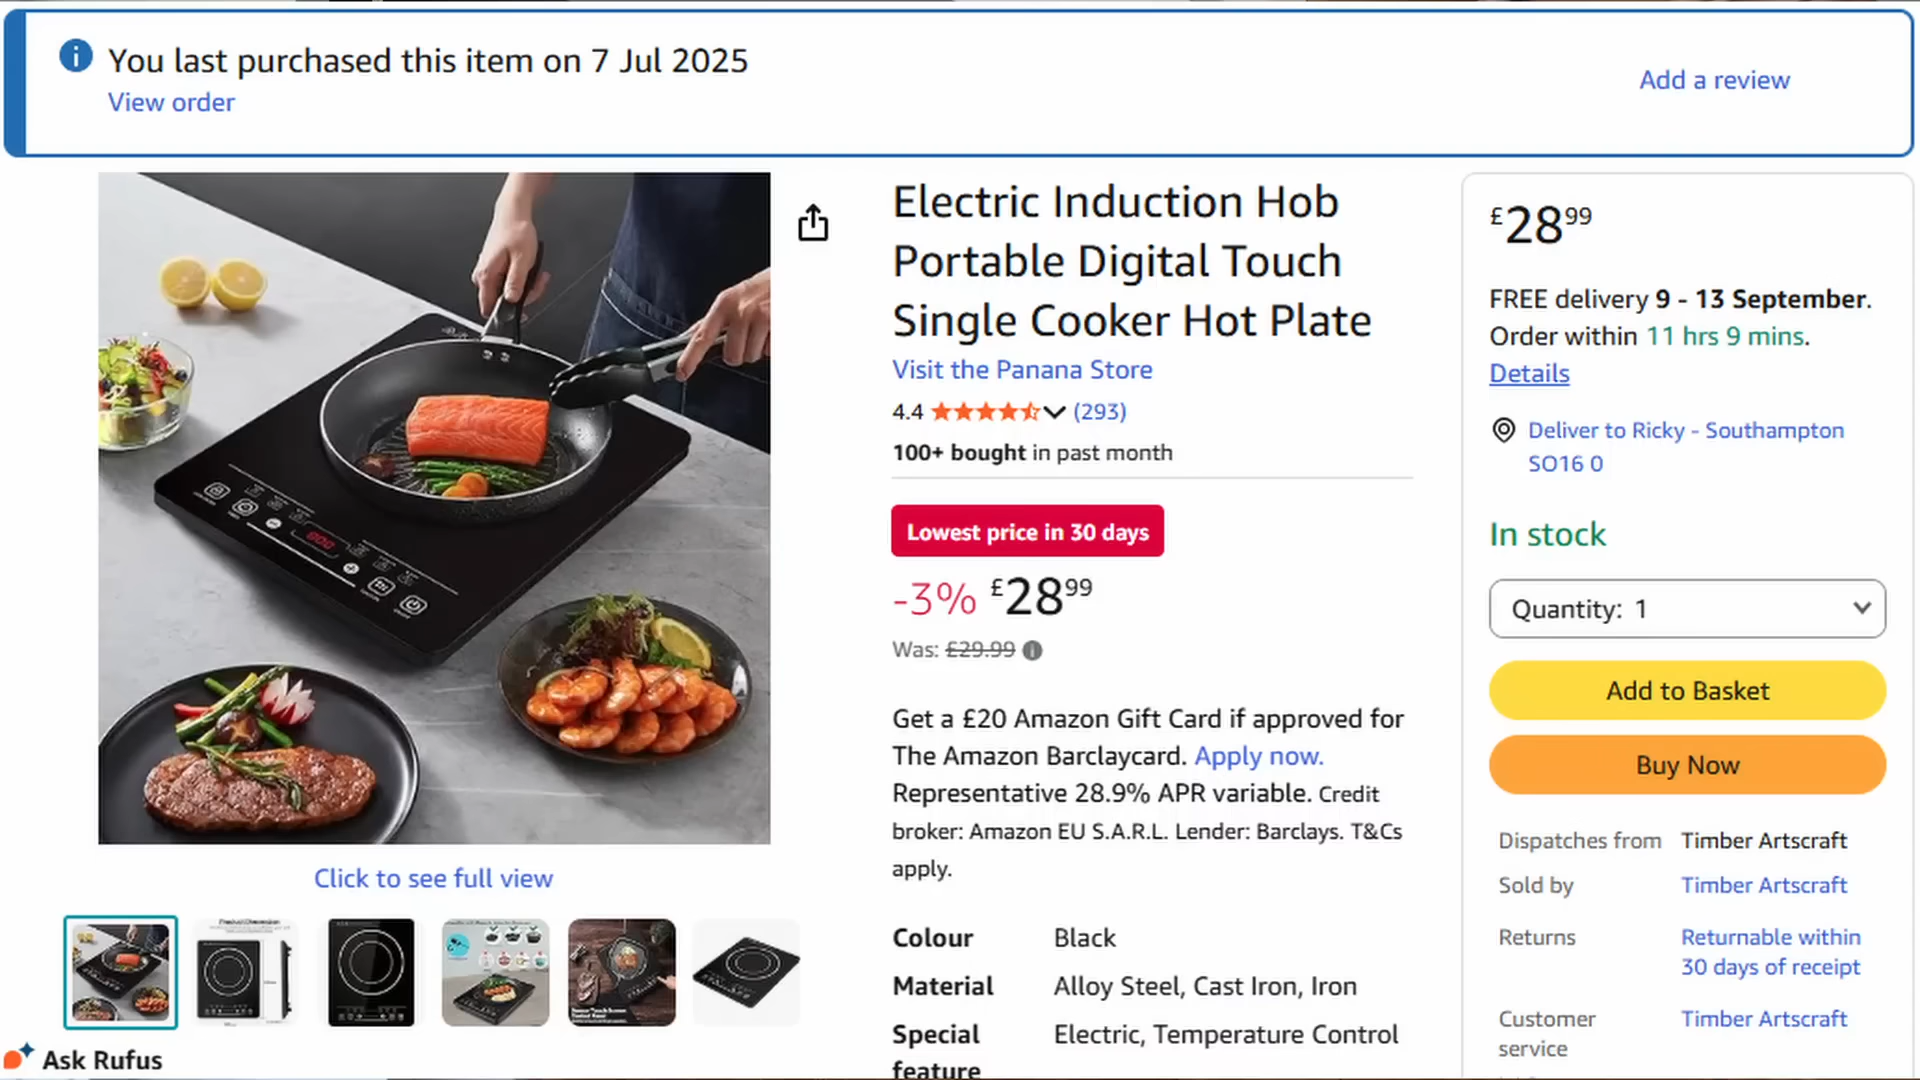 You last purchased this item on 7 Jul 2025
View order
Add a review
Electric Induction Hob
Portable Digital Touch
Single Cooker Hot Plate
Visit the Panana Store
4.4 (293)
100+ bought in past month
Lowest price in 30 days
-3% £28.99
Was: £29.99
Get a £20 Amazon Gift Card if approved for
The Amazon Barclaycard. Apply now.
Representative 28.9% APR variable. Credit
broker: Amazon EU S.A.R.L. Lender: Barclays. T&Cs
apply.
Colour Black
Material Alloy Steel, Cast Iron, Iron
Special Electric, Temperature Control
feature
£28.99
FREE delivery 9 - 13 September.
Order within 11 hrs 9 mins.
Details
Deliver to Ricky - Southampton
SO16 0
In stock
Quantity: 1
Add to Basket
Buy Now
Dispatches from Timber Artscraft
Sold by Timber Artscraft
Returns Returnable within
30 days of receipt
Customer Timber Artscraft
service
Click to see full view
Product Dimension
Ask Rufus